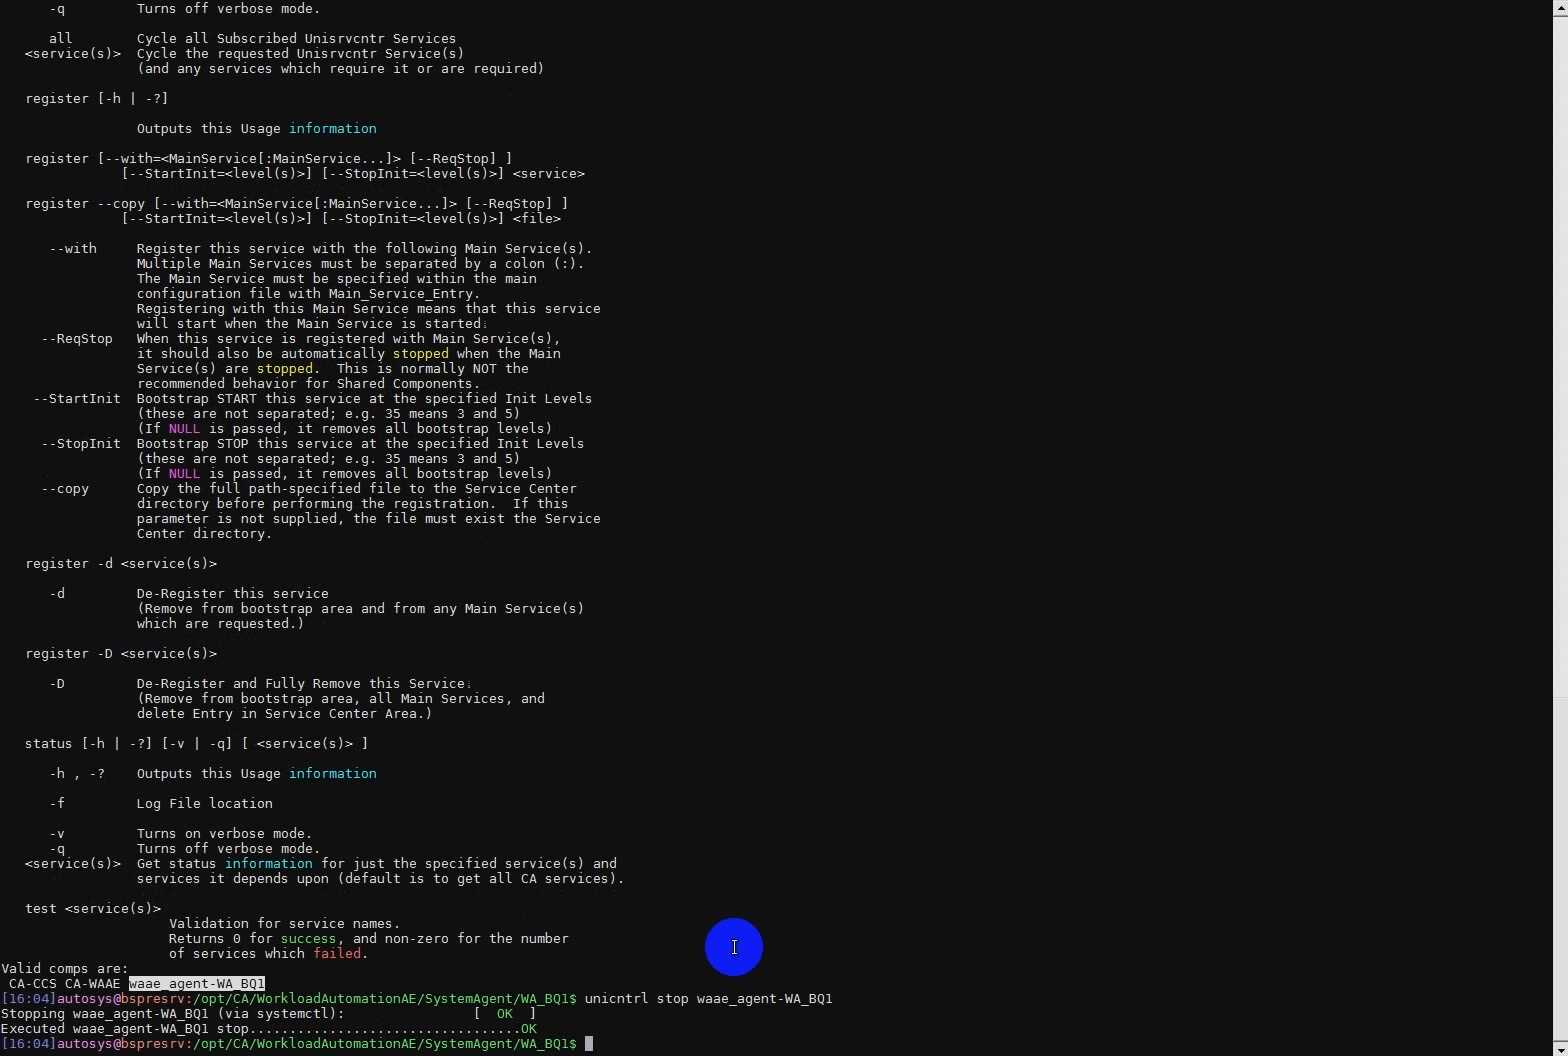 -q         Turns off verbose mode.
all        Cycle all Subscribed Unisrvcntr Services
<service(s)>  Cycle the requested Unisrvcntr Service(s)
(and any services which require it or are required)
register [-h | -?]
Outputs this Usage information
register [--with=<MainService[:MainService...]> [--ReqStop] ]
[--StartInit=<level(s)>] [--StopInit=<level(s)>] <service>
register --copy [--with=<MainService[:MainService...]> [--ReqStop] ]
[--StartInit=<level(s)>] [--StopInit=<level(s)>] <file>
--with     Register this service with the following Main Service(s).
Multiple Main Services must be separated by a colon (:).
The Main Service must be specified within the main
configuration file with Main_Service_Entry.
Registering with this Main Service means that this service
will start when the Main Service is started.
--ReqStop   When this service is registered with Main Service(s),
it should also be automatically stopped when the Main
Service(s) are stopped.  This is normally NOT the
recommended behavior for Shared Components.
--StartInit  Bootstrap START this service at the specified Init Levels
(these are not separated; e.g. 35 means 3 and 5)
(If NULL is passed, it removes all bootstrap levels)
--StopInit  Bootstrap STOP this service at the specified Init Levels
(these are not separated; e.g. 35 means 3 and 5)
(If NULL is passed, it removes all bootstrap levels)
--copy      Copy the full path-specified file to the Service Center
directory before performing the registration.  If this
parameter is not supplied, the file must exist the Service
Center directory.
register -d <service(s)>
-d         De-Register this service
(Remove from bootstrap area and from any Main Service(s)
which are requested.)
register -D <service(s)>
-D         De-Register and Fully Remove this Service.
(Remove from bootstrap area, all Main Services, and
delete Entry in Service Center Area.)
status [-h | -?] [-v | -q] [ <service(s)> ]
-h , -?    Outputs this Usage information
-f         Log File location
-v         Turns on verbose mode.
-q         Turns off verbose mode.
<service(s)>  Get status information for just the specified service(s) and
services it depends upon (default is to get all CA services).
test <service(s)>
Validation for service names.
Returns 0 for success, and non-zero for the number
of services which failed.
Valid comps are:
CA-CCS CA-WAAE waae_agent-WA_BQ1
[16:04]autosys@bspresrv:/opt/CA/WorkloadAutomationAE/SystemAgent/WA_BQ1$ unicntrl stop waae_agent-WA_BQ1
Stopping waae_agent-WA_BQ1 (via systemctl):                [  OK  ]
Executed waae_agent-WA_BQ1 stop..................................OK
[16:04]autosys@bspresrv:/opt/CA/WorkloadAutomationAE/SystemAgent/WA_BQ1$